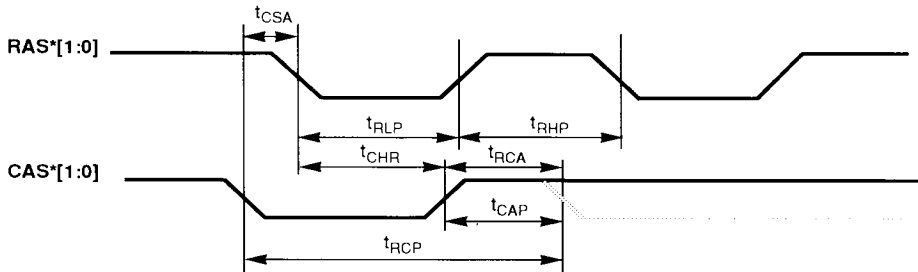 tCSA
RAS*[1:0]
tRLP
tRHP
tCHR
tRCA
CAS*[1:0]
tCAP
tRCP